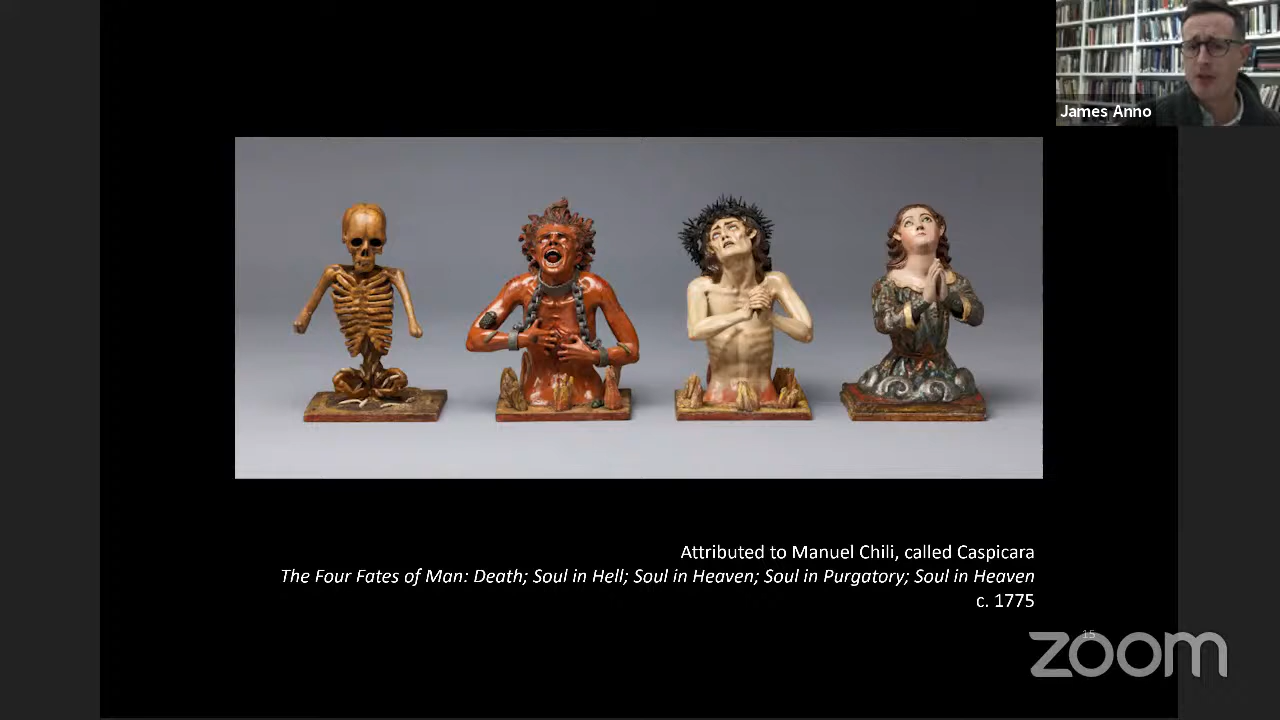 James Anno
Attributed to Manuel Chili, called Caspicara
The Four Fates of Man: Death; Soul in Hell; Soul in Heaven; Soul in Purgatory; Soul in Heaven
c. 1775
15
zoom